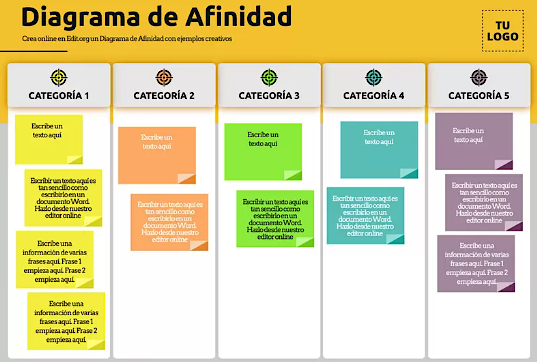 Diagrama de Afinidad
Crea online en Edit.org un Diagrama de Afinidad con ejemplos creativos
TU
LOGO
CATEGORÍA 1
CATEGORÍA 2
CATEGORÍA 3
CATEGORÍA 4
CATEGORÍA 5
Escribe un
texto aquí
Escribir un texto aquí es
tan sencillo como
escribirlo en un
documento Word.
Hazlo desde nuestro
editor online
Escribe una
información de varias
frases aquí. Frase 1
empieza aquí. Frase 2
empieza aquí.
Escribe una
información de varias
frases aquí. Frase 1
empieza aquí. Frase 2
empieza aquí.
Escribe un
texto aquí
Escribir un texto aquí es
tan sencillo como
escribirlo en un
documento Word.
Hazlo desde nuestro
editor online
Escribe un
texto aquí
Escribir un texto aquí es
tan sencillo como
escribirlo en un
documento Word.
Hazlo desde nuestro
editor online
Escribe un
texto aquí
Escribir un texto aquí es
tan sencillo como
escribirlo en un
documento Word.
Hazlo desde nuestro
editor online
Escribe un
texto aquí
Escribir un texto aquí es
tan sencillo como
escribirlo en un
documento Word.
Hazlo desde nuestro
editor online
Escribe una
información de varias
frases aquí. Frase 1
empieza aquí. Frase 2
empieza aquí.